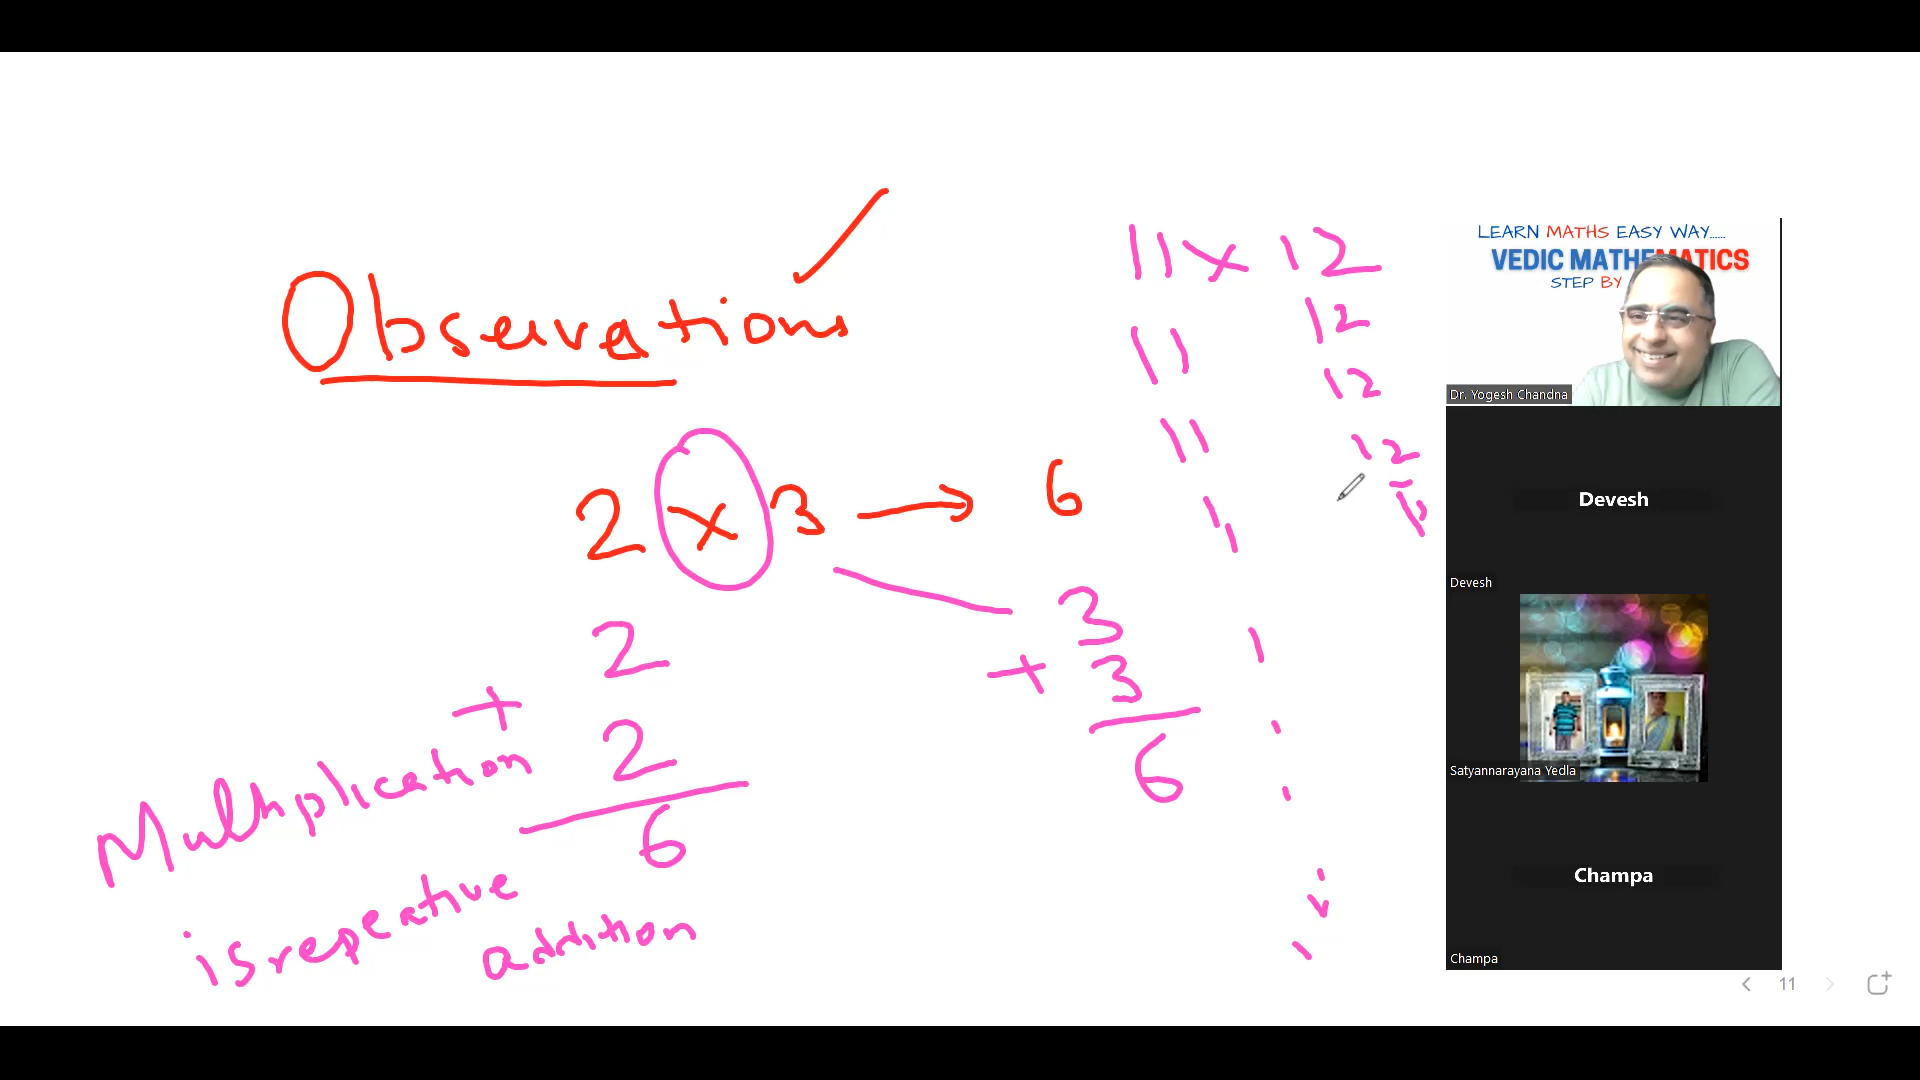 Observations
2 x 3 → 6
2
+
2
6
3
+ 3
6
Multiplication
is repeative
addition
11 x 12
11
12
11
12
12
LEARN MATHS EASY WAY......
VEDIC MATHEMATICS
STEP BY
Dr. Yogesh Chandna
Devesh
Devesh
Satyannarayana Yedla
Champa
Champa
11